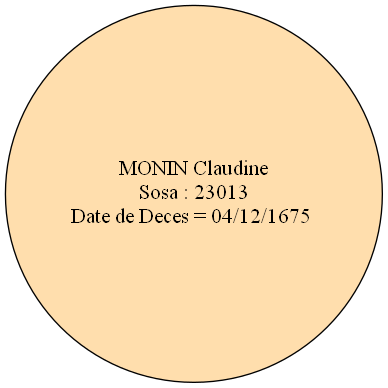 MONIN Claudine
Sosa : 23013
Date de Deces = 04/12/1675